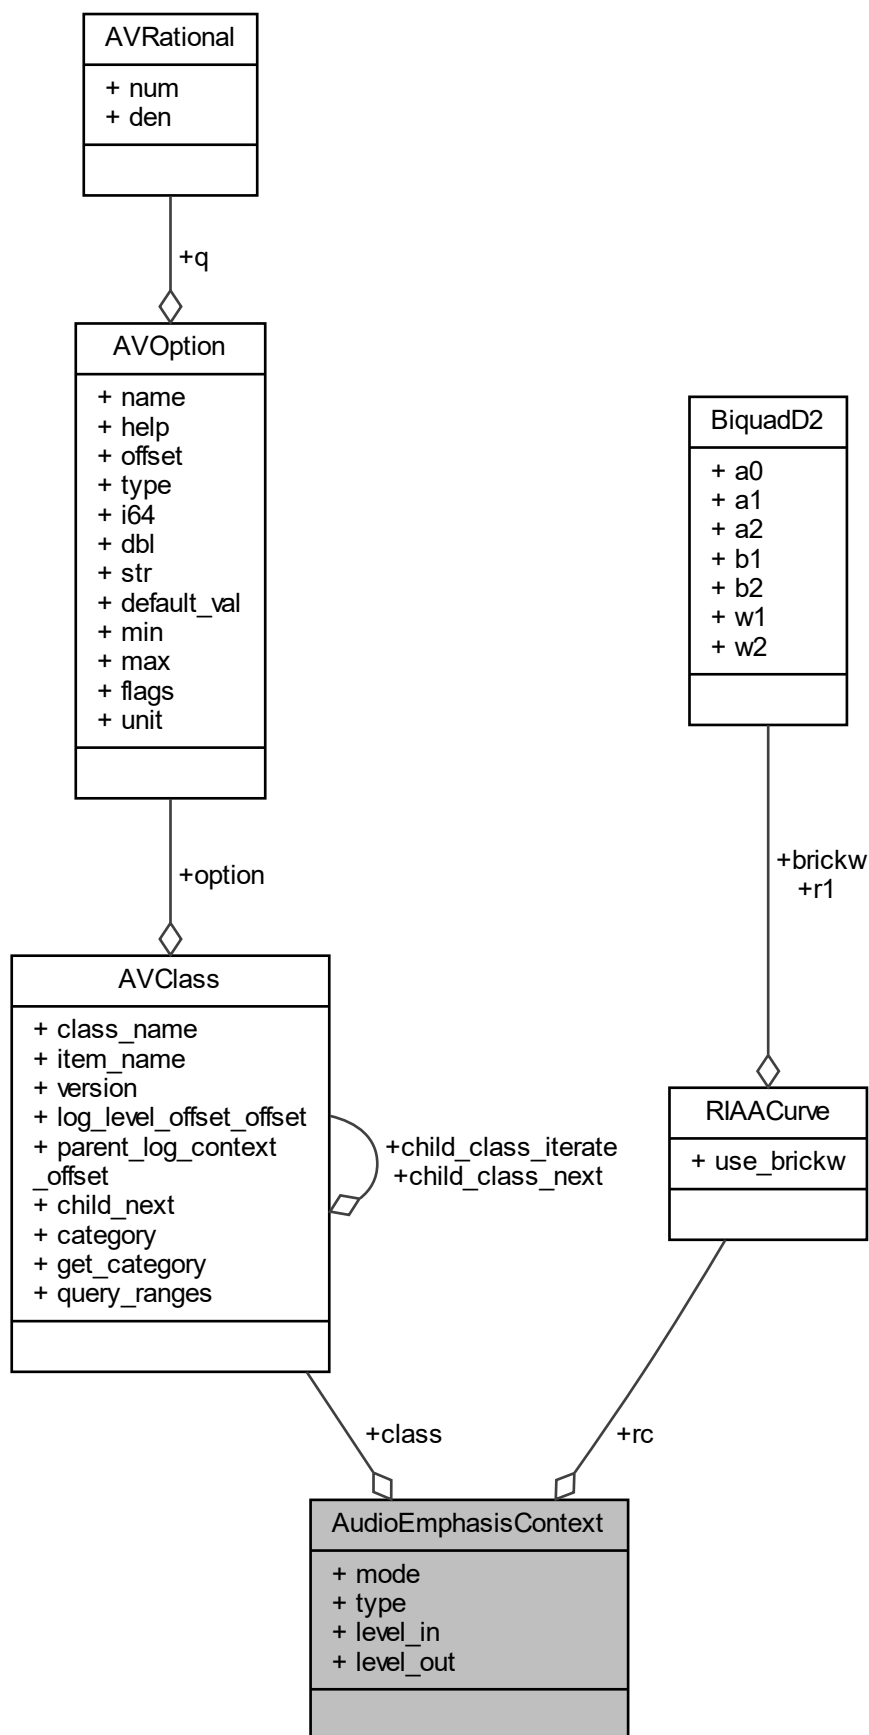 AVRational
+ num
+ den
+q
AVOption
+ name
+ help
+ offset
+ type
+ i64
+ dbl
+ str
+ default_val
+ min
+ max
+ flags
+ unit
BiquadD2
+ a0
+ a1
+ a2
+ b1
+ b2
+ w1
+ w2
+option
+brickw
+r1
AVClass
+ class_name
+ item_name
+ version
+ log_level_offset_offset
+ parent_log_context
_offset
+ child_next
+ category
+ get_category
+ query_ranges
+child_class_iterate
+child_class_next
RIAACurve
+ use_brickw
+class
+rc
AudioEmphasisContext
+ mode
+ type
+ level_in
+ level_out